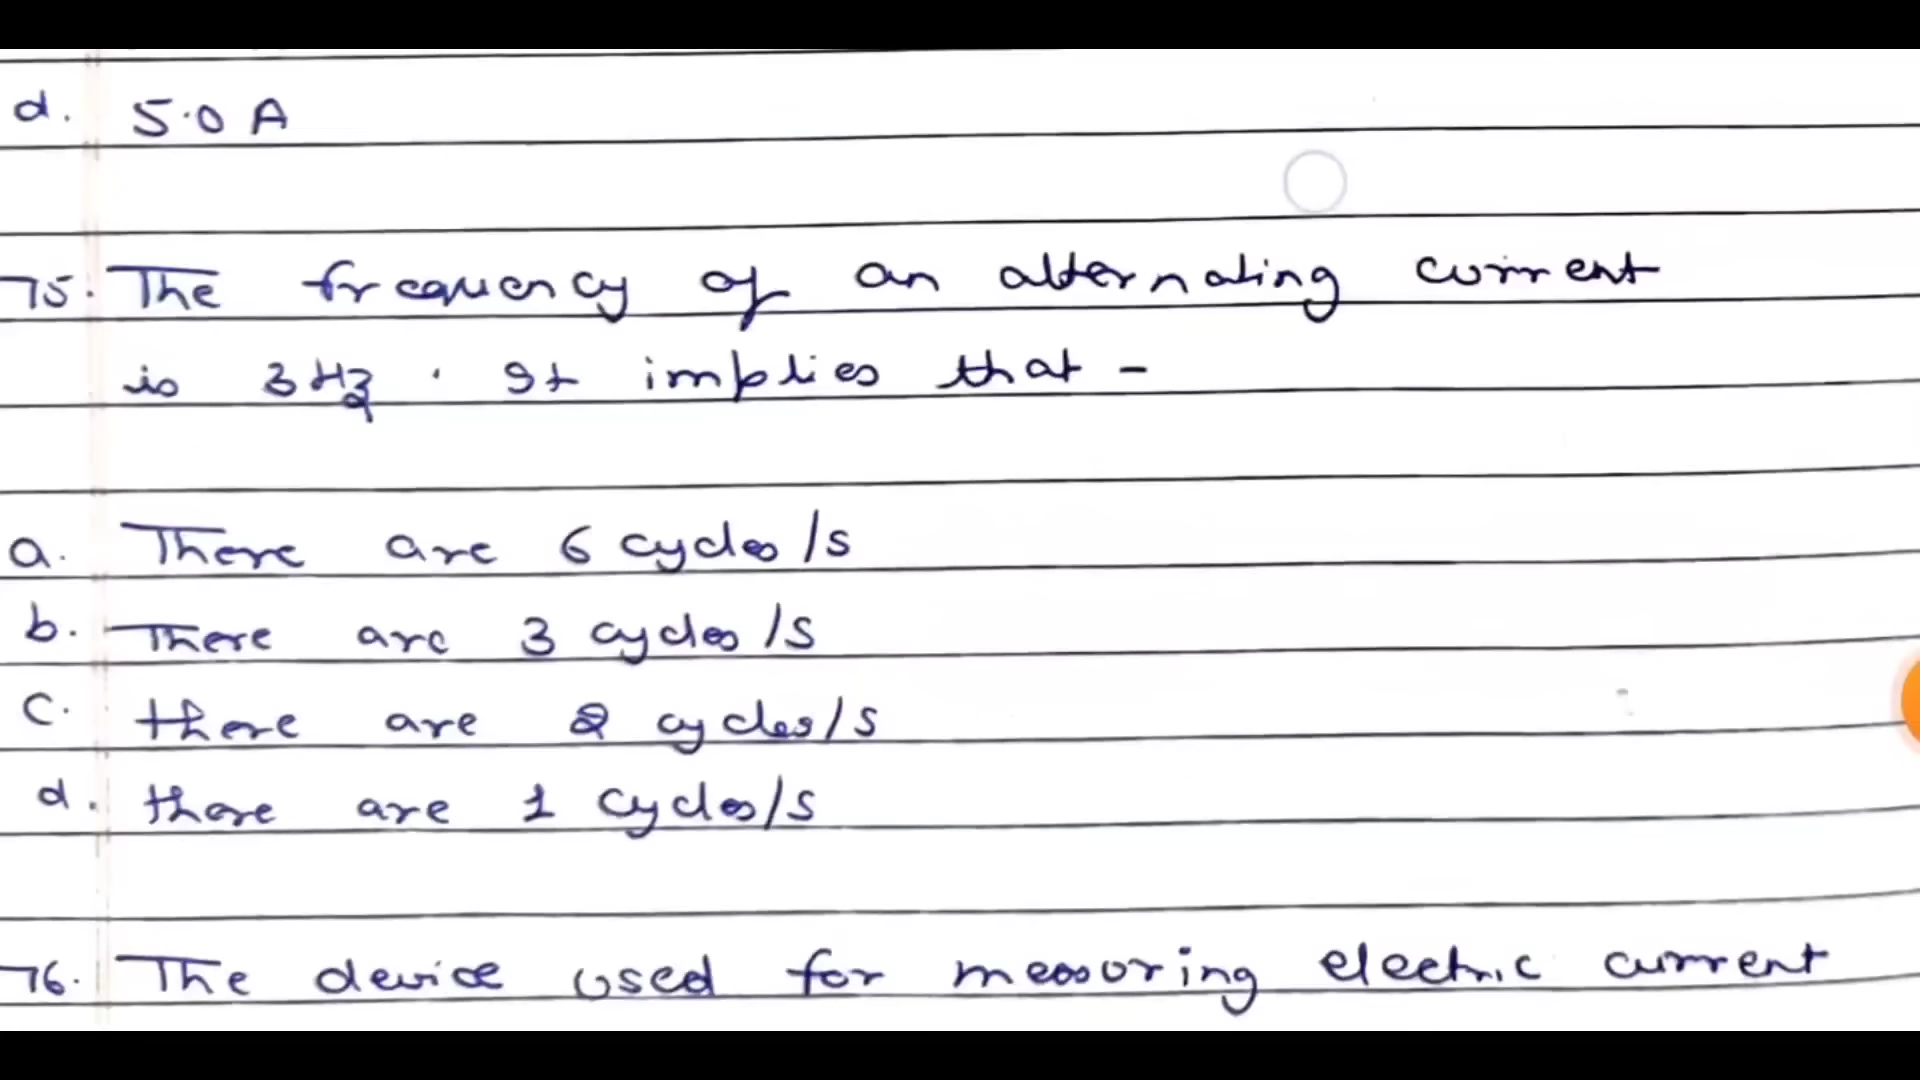 d. 5.0 A
75. The frequency of an alternating current
is 3Hz. It implies that -
a. There are 6 cycles/s
b. There are 3 cycles/s
c. there are 2 cycles/s
d. there are 1 cycles/s
76. The device used for measuring electric current